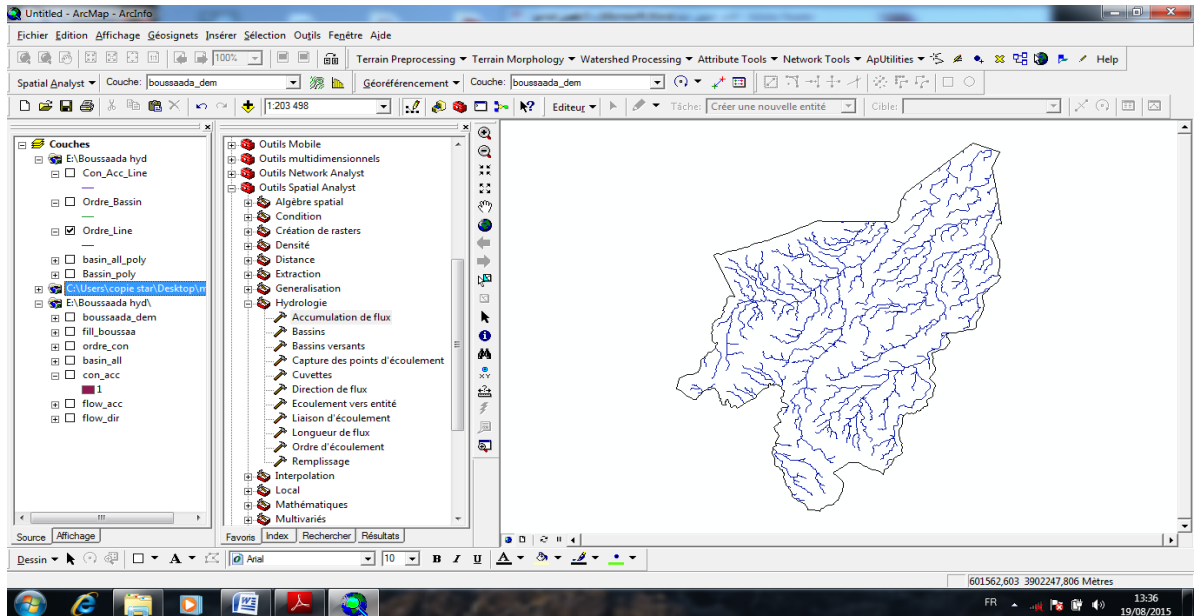 Untitled - ArcMap - ArcInfo
Fichier Edition Affichage Géosignets Insérer Sélection Outils Fenêtre Aide
100% Terrain Preprocessing Terrain Morphology Watershed Processing Attribute Tools Network Tools ApUtilities Help
Spatial Analyst Couche: boussaada_dem Géoréférencement Couche: boussaada_dem
1:203 498 Editeur Tâche: Créer une nouvelle entité Cible:
Couches
E:\Boussaada hyd
Con_Acc_Line
Ordre_Bassin
Ordre_Line
basin_all_poly
Bassin_poly
C:\Users\copie star\Desktop\m
E:\Boussaada hyd\
boussaada_dem
fill_boussaa
ordre_con
basin_all
con_acc
1
flow_acc
flow_dir
Source Affichage
Outils Mobile
Outils multidimensionnels
Outils Network Analyst
Outils Spatial Analyst
Algèbre spatial
Condition
Création de rasters
Densité
Distance
Extraction
Generalisation
Hydrologie
Accumulation de flux
Bassins
Bassins versants
Capture des points d'écoulement
Cuvettes
Direction de flux
Ecoulement vers entité
Liaison d'écoulement
Longueur de flux
Ordre d'écoulement
Remplissage
Interpolation
Local
Mathématiques
Multivariés
Favoris Index Rechercher Résultats
Dessin A Arial 10 B I U A
601562,603 3902247,806 Mètres
FR 13:36
19/08/2015